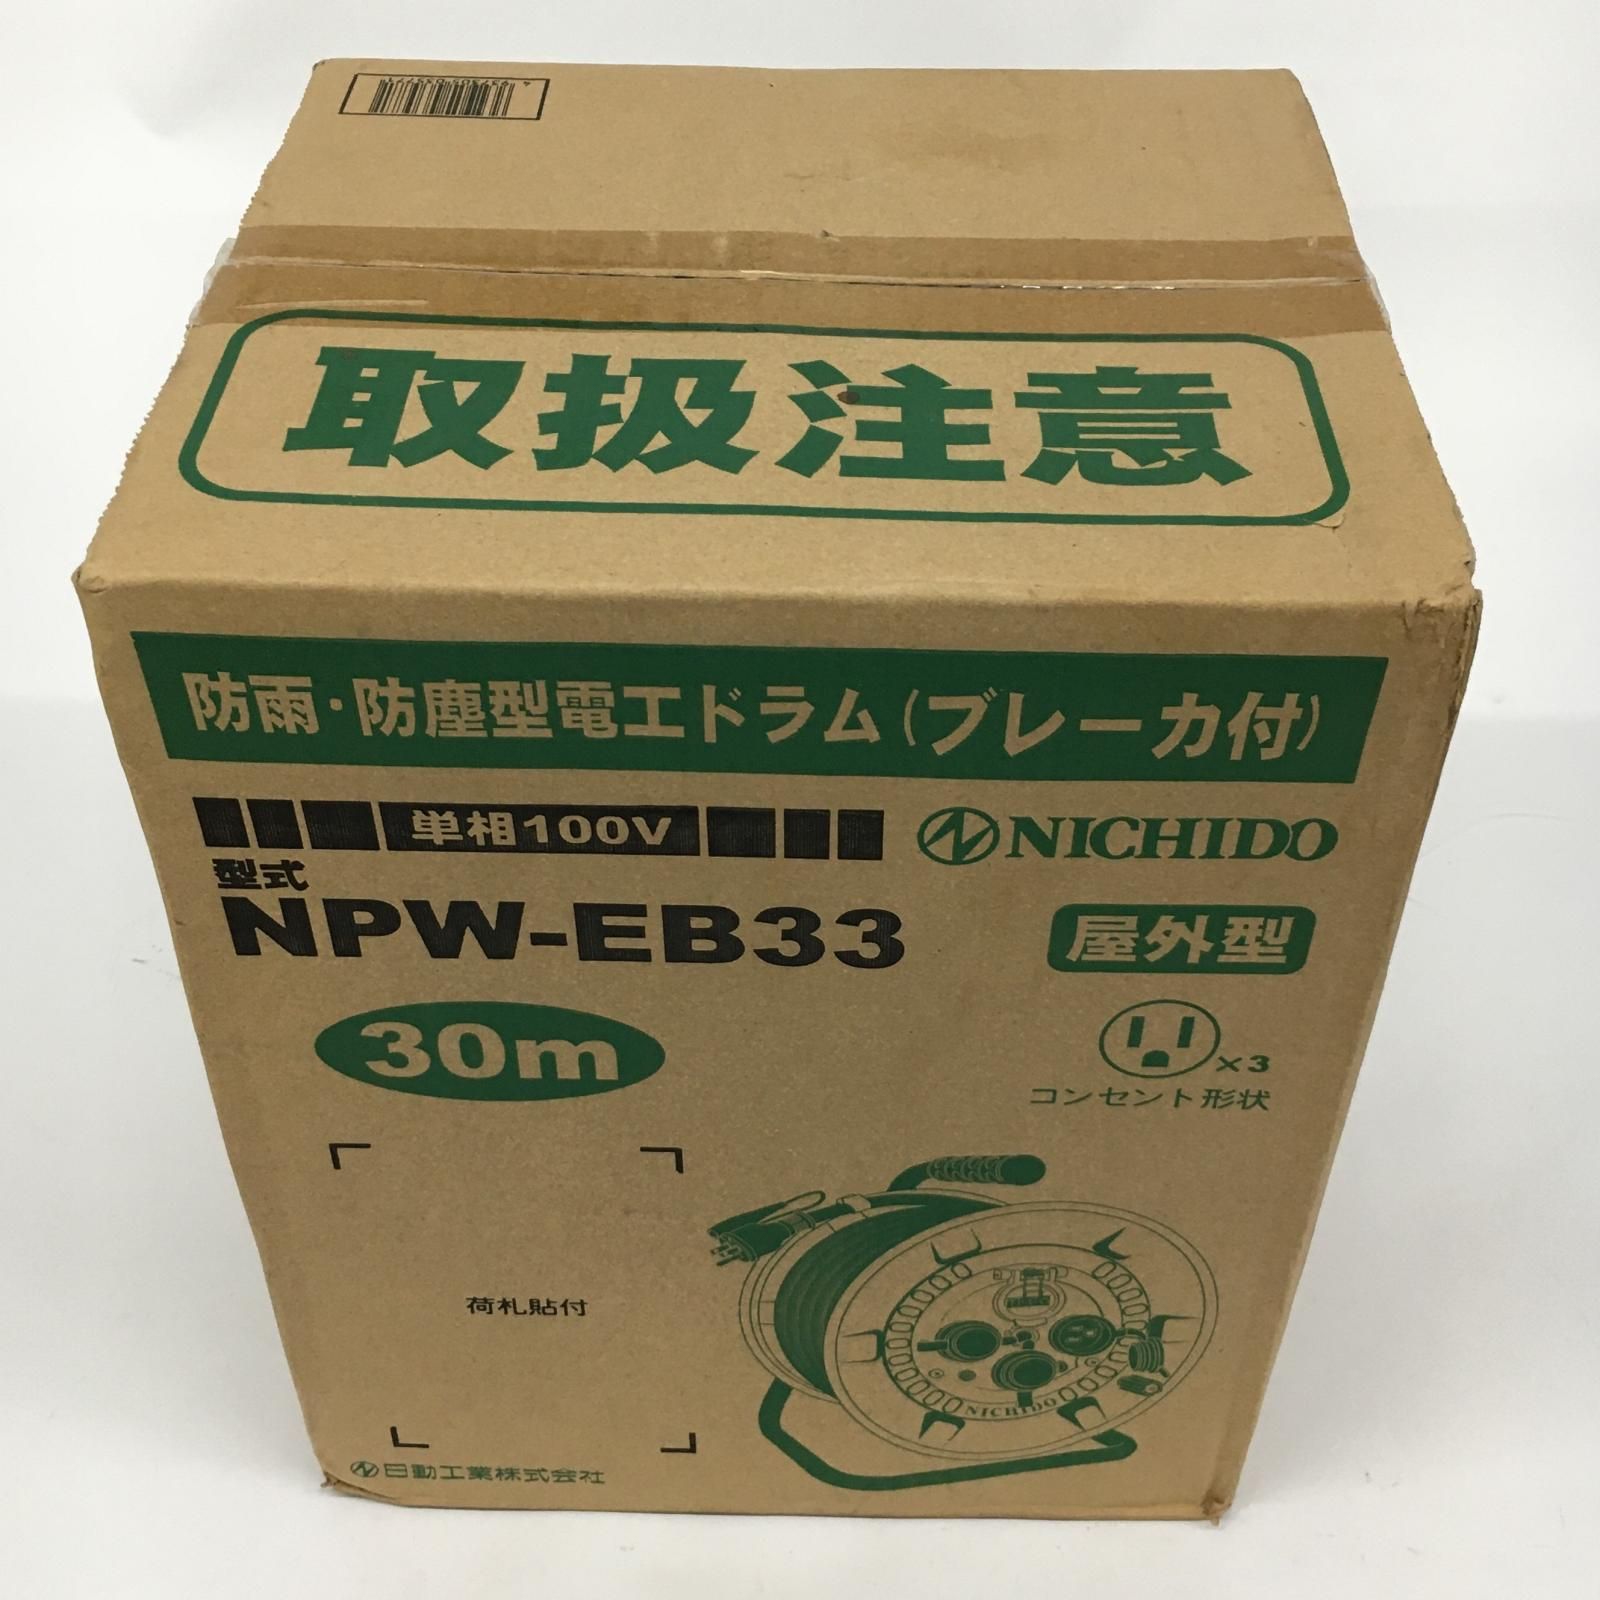 取扱注意
防雨・防塵型電工ドラム(ブレーカ付)
単相100V
NICHIDO
型式
NPW-EB33
屋外型
30m
×3
コンセント形状
荷札貼付
NICHIDO
日動工業株式会社